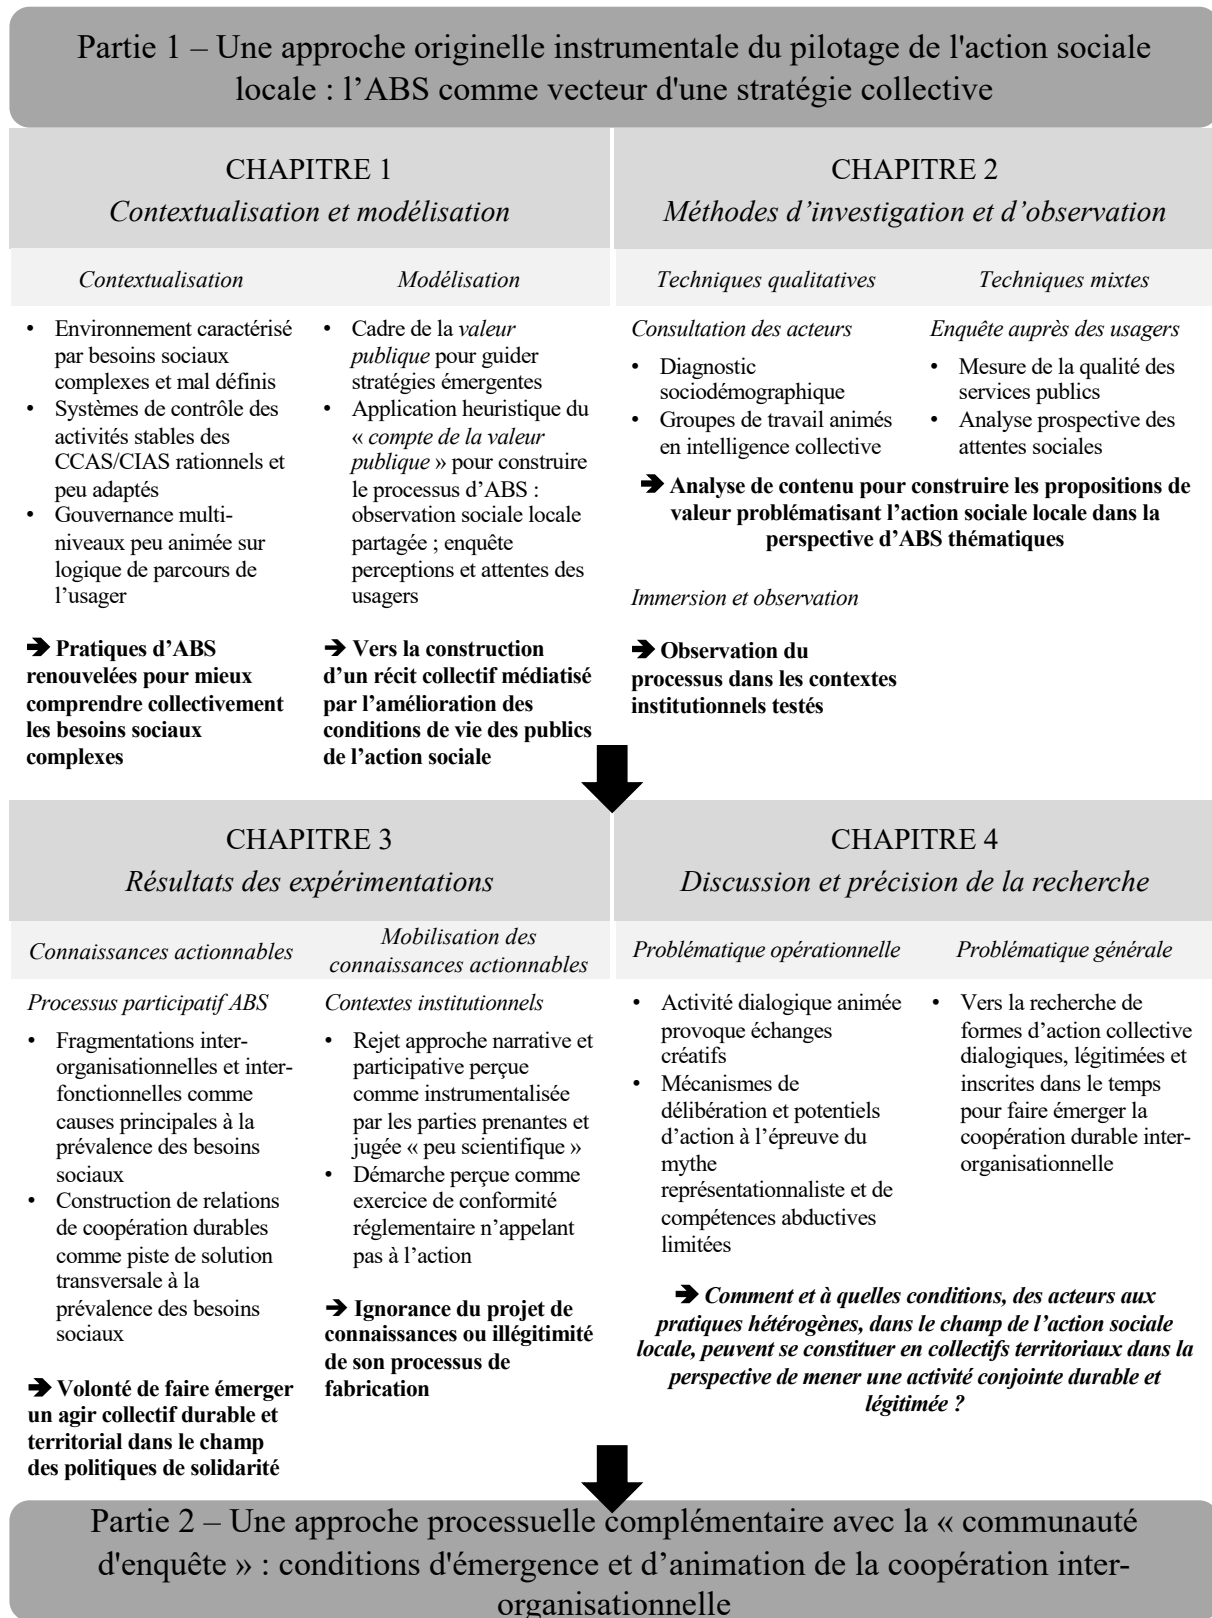 Partie 1 – Une approche originelle instrumentale du pilotage de l'action sociale
locale : l’ABS comme vecteur d'une stratégie collective
CHAPITRE 1
Contextualisation et modélisation
Contextualisation
• Environnement caractérisé
par besoins sociaux
complexes et mal définis
• Systèmes de contrôle des
activités stables des
CCAS/CIAS rationnels et
peu adaptés
• Gouvernance multi-
niveaux peu animée sur
logique de parcours de
l’usager
➔ Pratiques d’ABS
renouvelées pour mieux
comprendre collectivement
les besoins sociaux
complexes
Modélisation
• Cadre de la valeur
publique pour guider
stratégies émergentes
• Application heuristique du
« compte de la valeur
publique » pour construire
le processus d’ABS :
observation sociale locale
partagée ; enquête
perceptions et attentes des
usagers
➔ Vers la construction
d’un récit collectif médiatisé
par l’amélioration des
conditions de vie des publics
de l’action sociale
CHAPITRE 2
Méthodes d’investigation et d’observation
Techniques qualitatives
Consultation des acteurs
• Diagnostic
sociodémographique
• Groupes de travail animés
en intelligence collective
Techniques mixtes
Enquête auprès des usagers
• Mesure de la qualité des
services publics
• Analyse prospective des
attentes sociales
➔ Analyse de contenu pour construire les propositions de
valeur problématisant l’action sociale locale dans la
perspective d’ABS thématiques
Immersion et observation
➔ Observation du
processus dans les contextes
institutionnels testés
CHAPITRE 3
Résultats des expérimentations
Connaissances actionnables
Processus participatif ABS
• Fragmentations inter-
organisationnelles et inter-
fonctionnelles comme
causes principales à la
prévalence des besoins
sociaux
• Construction de relations
de coopération durables
comme piste de solution
transversale à la
prévalence des besoins
sociaux
➔ Volonté de faire émerger
un agir collectif durable et
territorial dans le champ
des politiques de solidarité
Mobilisation des
connaissances actionnables
Contextes institutionnels
• Rejet approche narrative et
participative perçue
comme instrumentalisée
par les parties prenantes et
jugée « peu scientifique »
• Démarche perçue comme
exercice de conformité
réglementaire n’appelant
pas à l’action
➔ Ignorance du projet de
connaissances ou illégitimité
de son processus de
fabrication
CHAPITRE 4
Discussion et précision de la recherche
Problématique opérationnelle
• Activité dialogique animée
provoque échanges
créatifs
• Mécanismes de
délibération et potentiels
d’action à l’épreuve du
mythe
représentationnaliste et de
compétences abductives
limitées
Problématique générale
• Vers la recherche de
formes d’action collective
dialogiques, légitimées et
inscrites dans le temps
pour faire émerger la
coopération durable inter-
organisationnelle
➔ Comment et à quelles conditions, des acteurs aux
pratiques hétérogènes, dans le champ de l’action sociale
locale, peuvent se constituer en collectifs territoriaux dans la
perspective de mener une activité conjointe durable et
légitimée ?
Partie 2 – Une approche processuelle complémentaire avec la « communauté
d'enquête » : conditions d'émergence et d’animation de la coopération inter-
organisationnelle